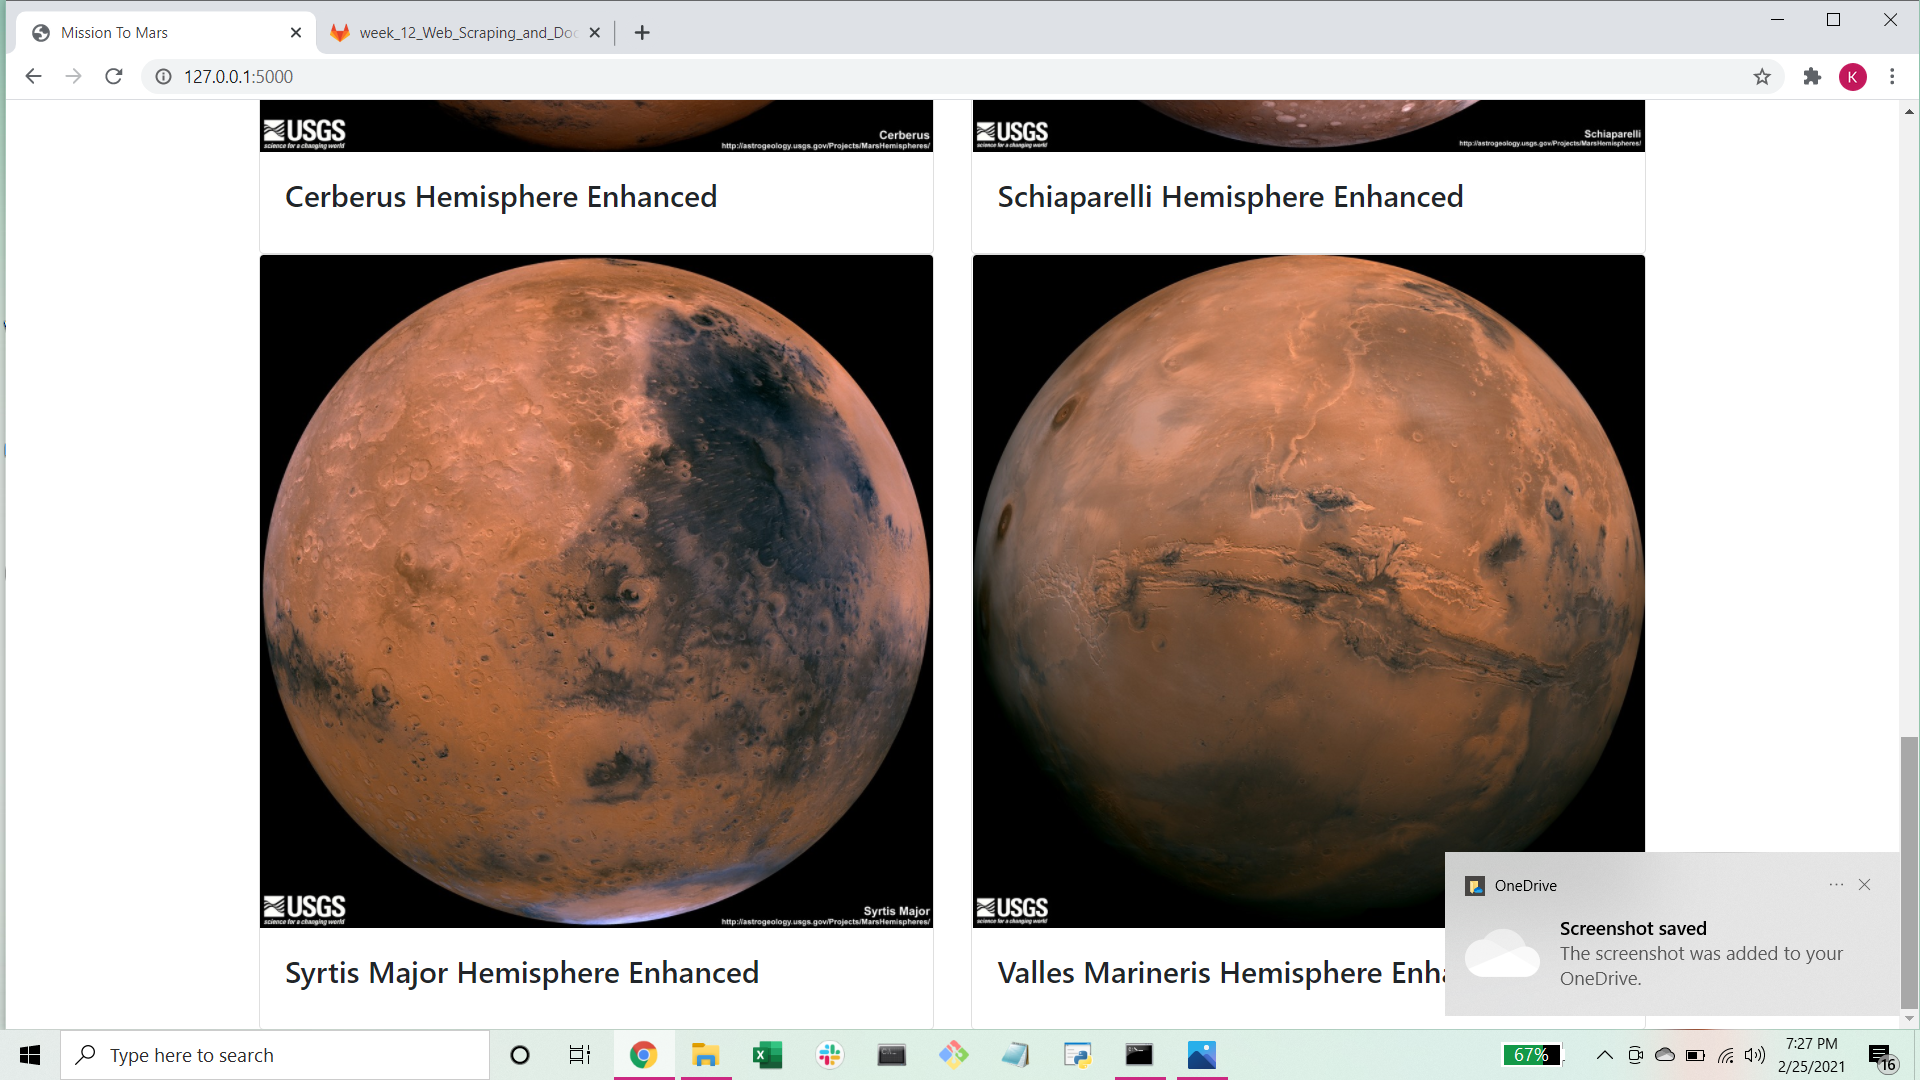 Mission To Mars
week_12_Web_Scraping_and_Doc
127.0.0.1:5000
K
USGS
science for a changing world
Cerberus
http://astrogeology.usgs.gov/Projects/MarsHemispheres/
USGS
science for a changing world
Schiaparelli
http://astrogeology.usgs.gov/Projects/MarsHemispheres/
Cerberus Hemisphere Enhanced
Schiaparelli Hemisphere Enhanced
USGS
science for a changing world
Syrtis Major
http://astrogeology.usgs.gov/Projects/MarsHemispheres/
USGS
science for a changing world
Syrtis Major Hemisphere Enhanced
Valles Marineris Hemisphere Enha
OneDrive
Screenshot saved
The screenshot was added to your
OneDrive.
Type here to search
67%
7:27 PM
2/25/2021
16